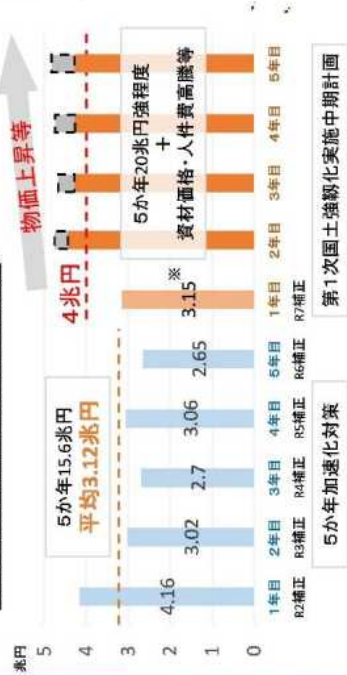 兆円
5
4
3
2
1
0
物価上昇等
4兆円
5か年15.6兆円
平均3.12兆円
5か年20兆円強程度
+
資材価格・人件費高騰等
4.16
3.02
2.7
3.06
2.65
3.15※
1年目
2年目
3年目
4年目
5年目
1年目
2年目
3年目
4年目
5年目
R2補正
R3補正
R4補正
R5補正
R6補正
R7補正
5か年加速化対策
第1次国土強靱化実施中期計画